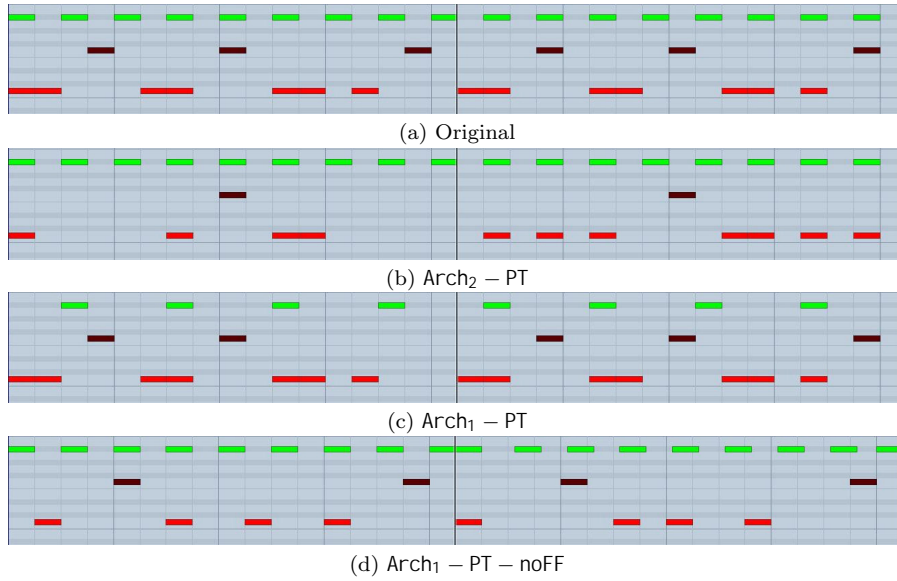 (a) Original
(b) Arch₂ − PT
(c) Arch₁ − PT
(d) Arch₁ − PT − noFF